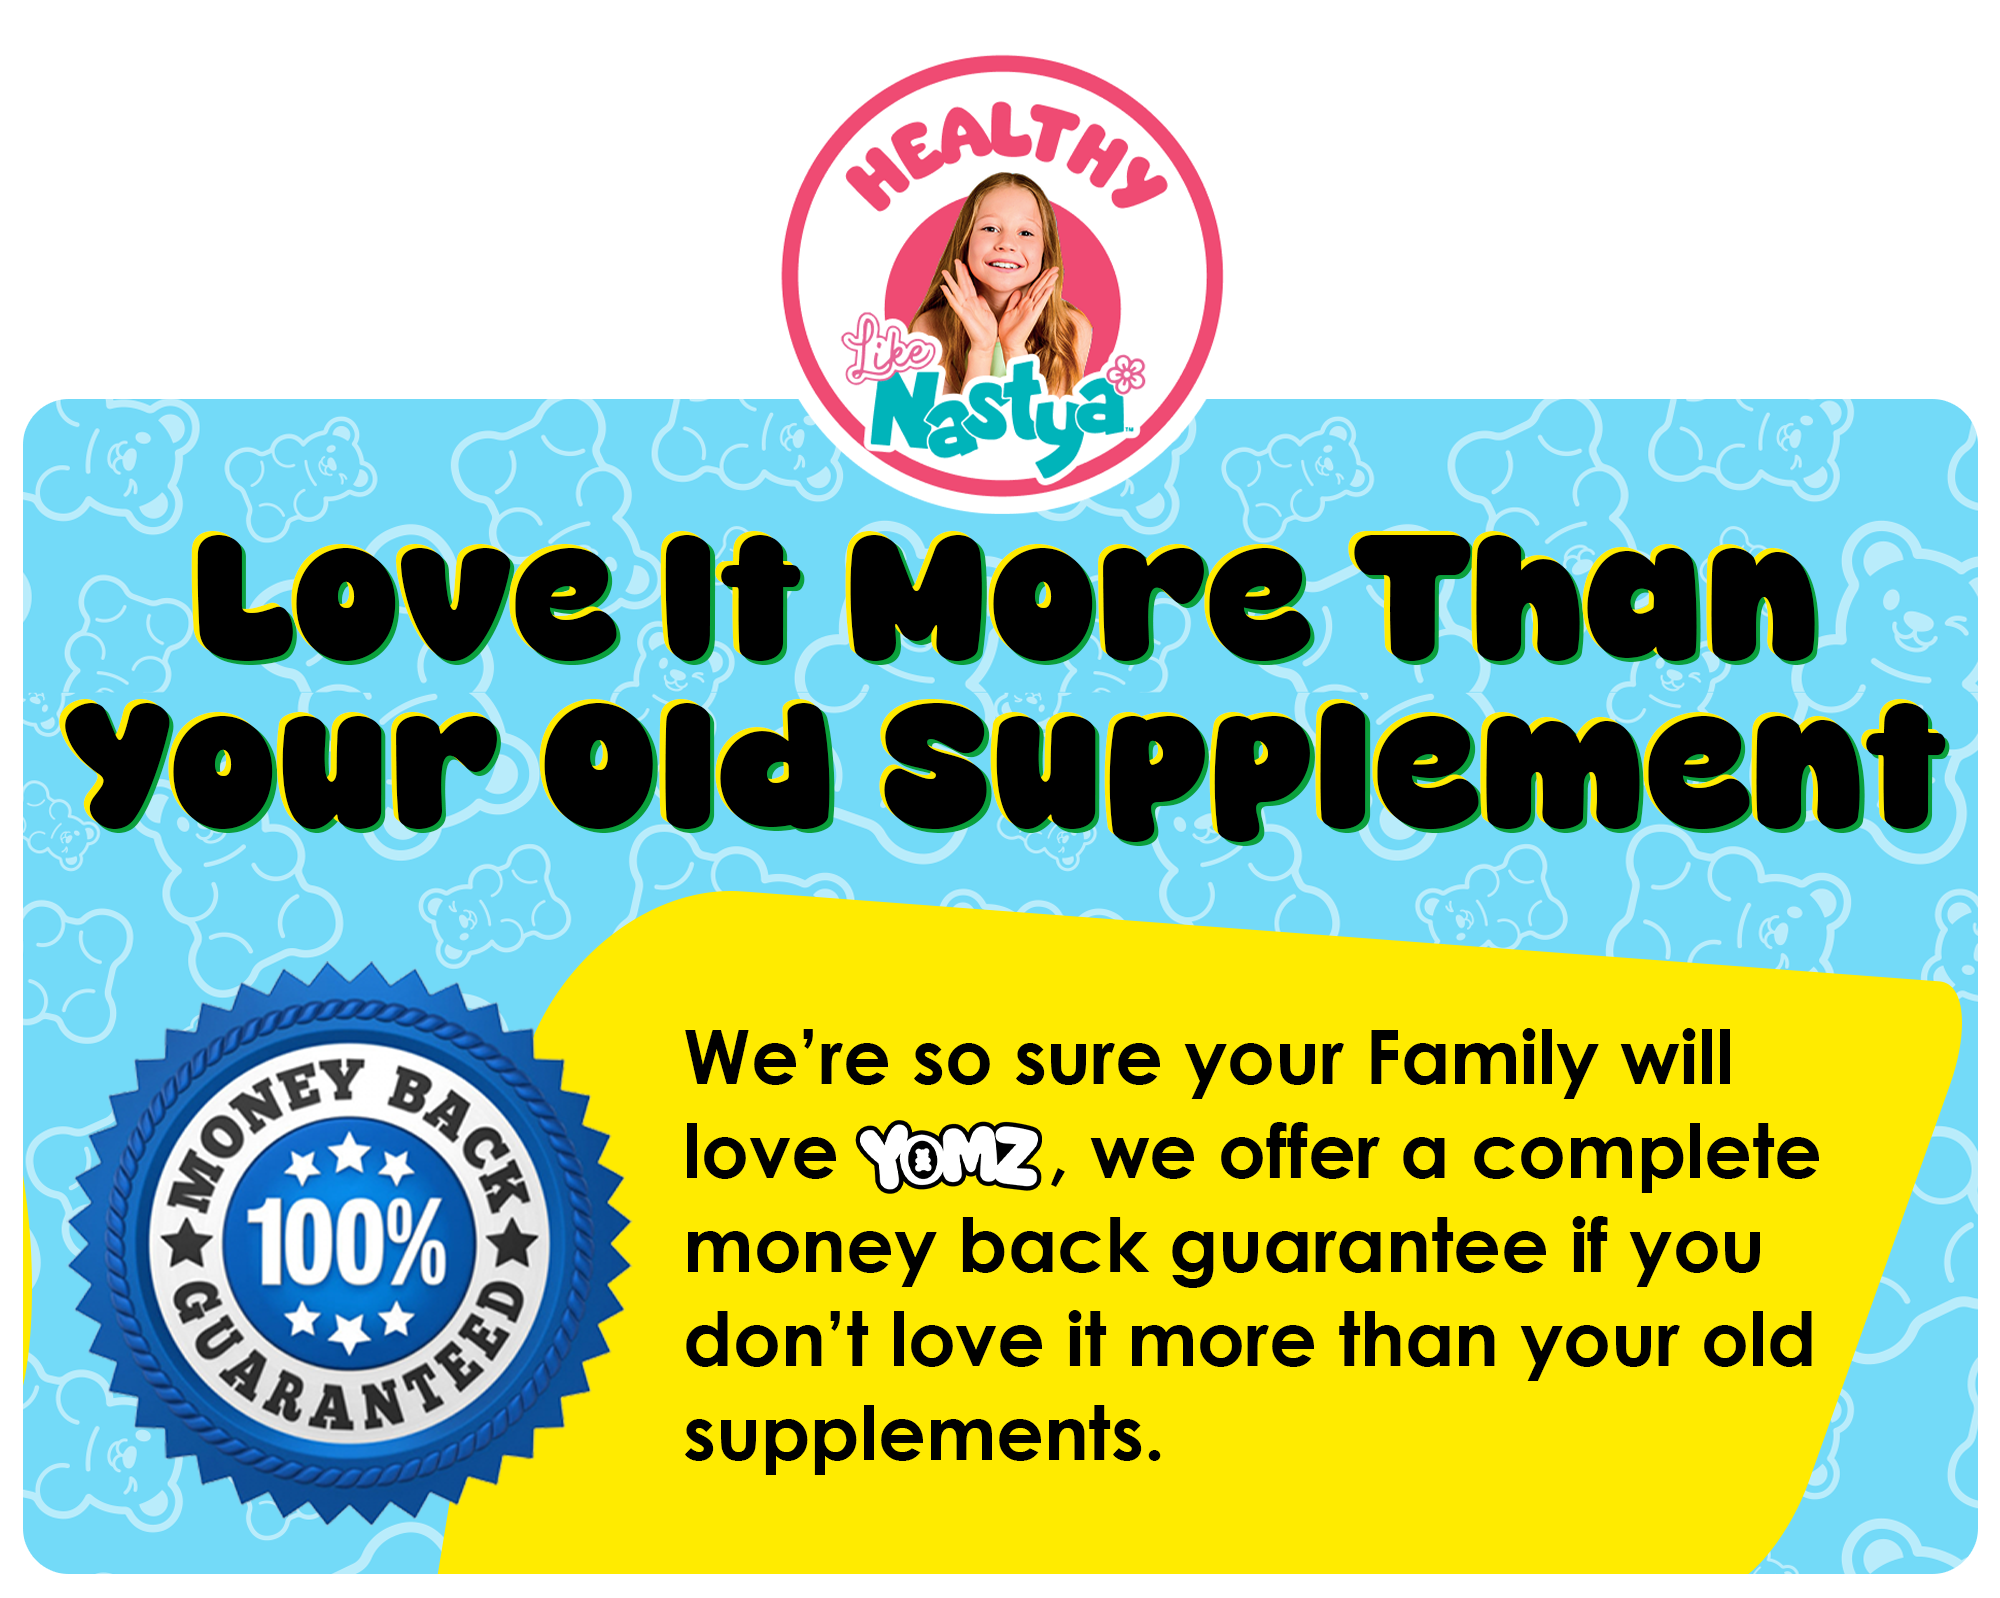 HEALTHY
Like
Nastya™
Love It More Than
Your Old Supplement
MONEY BACK
100%
GUARANTEED
We’re so sure your Family will
love YOMZ, we offer a complete
money back guarantee if you
don’t love it more than your old
supplements.